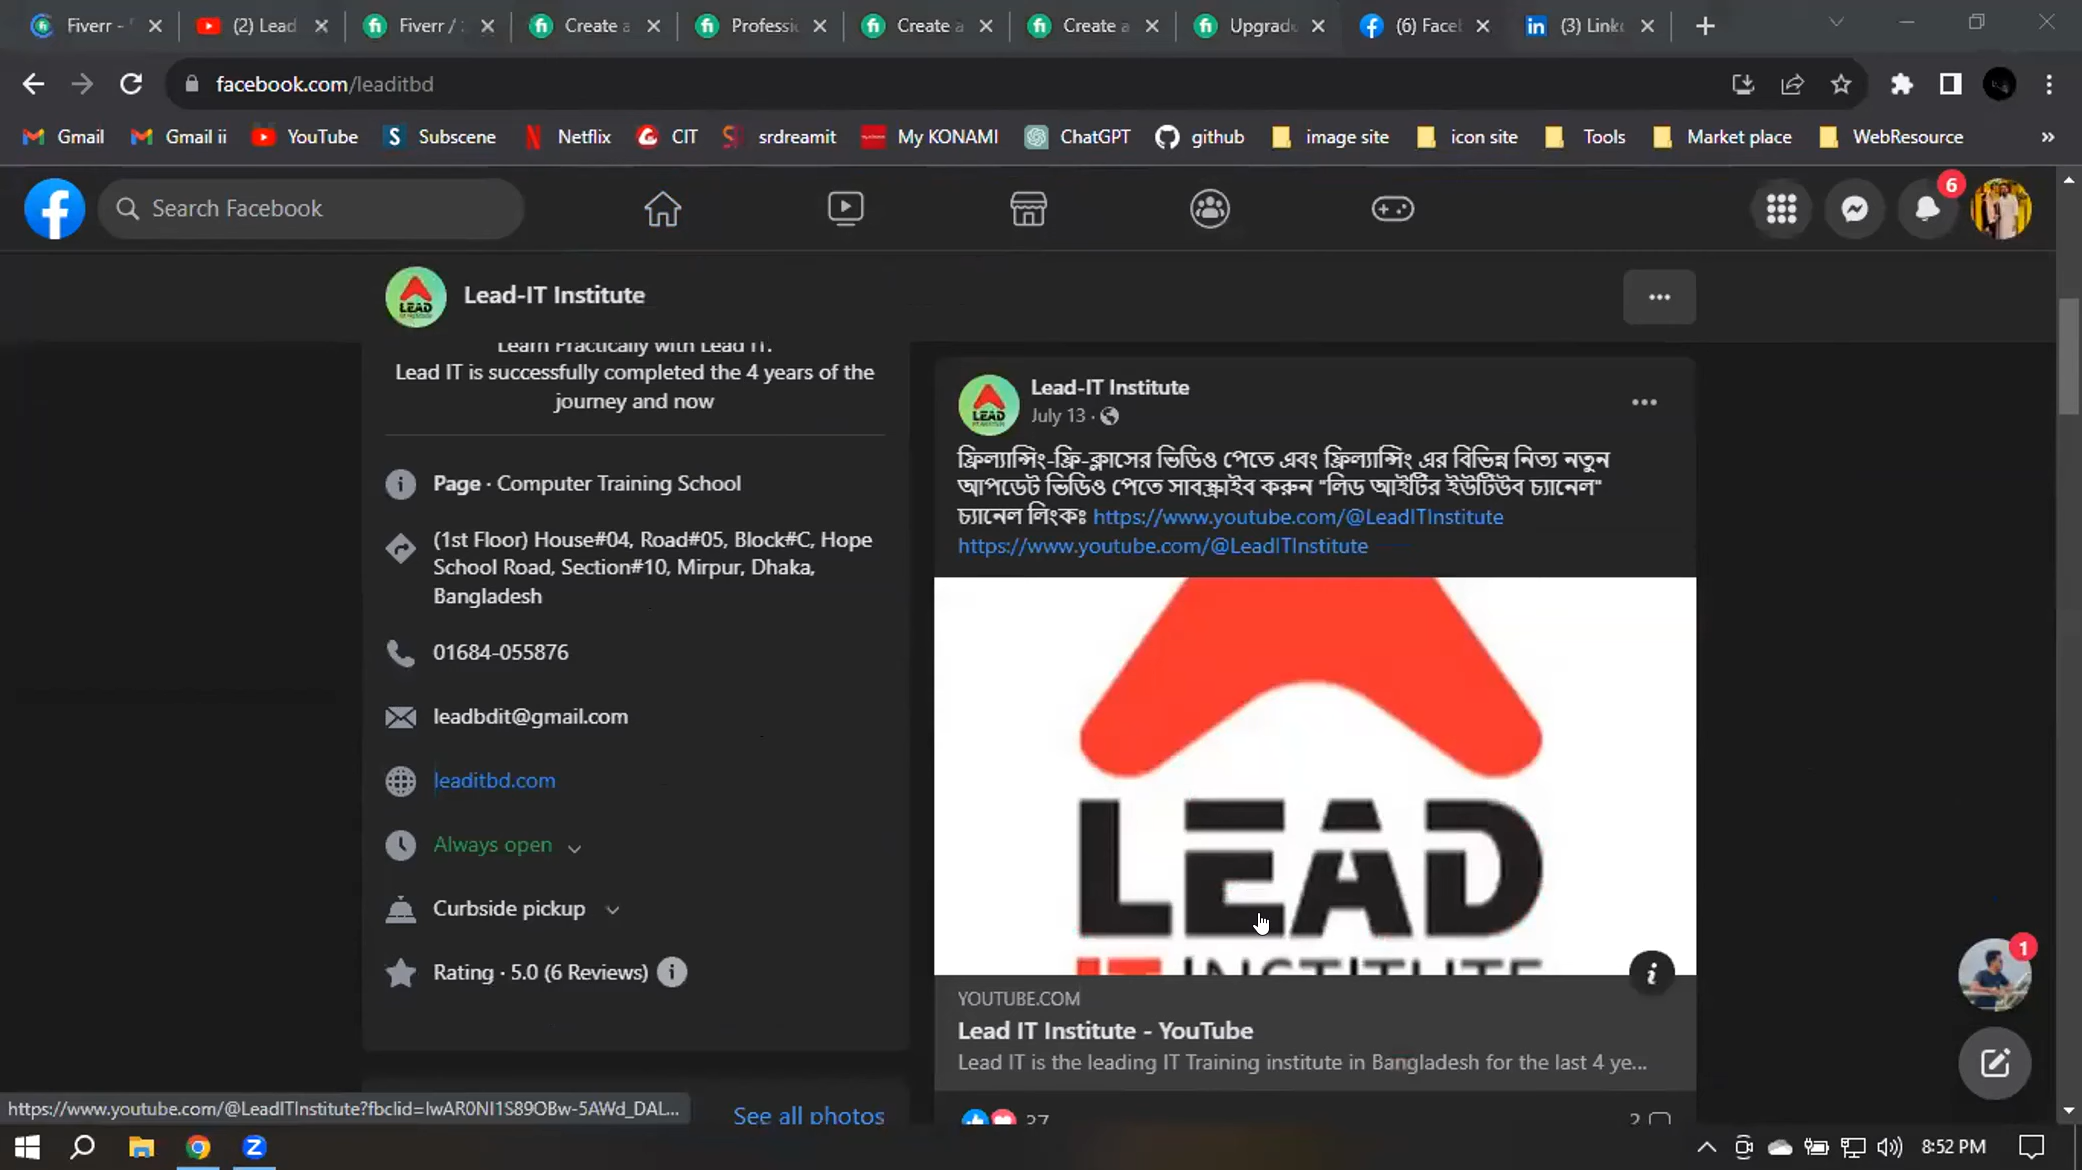 Fiverr -
(2) Lead
Fiverr /
Create a
Professi
Create a
Create a
Upgrad
(6) Facel
(3) Link
facebook.com/leaditbd
Gmail
Gmail ii
YouTube
Subscene
Netflix
CIT
srdreamit
My KONAMI
ChatGPT
github
image site
icon site
Tools
Market place
WebResource
»
Search Facebook
6
Lead-IT Institute
Learn Practically with Lead IT.
Lead IT is successfully completed the 4 years of the
journey and now
Page · Computer Training School
(1st Floor) House#04, Road#05, Block#C, Hope
School Road, Section#10, Mirpur, Dhaka,
Bangladesh
01684-055876
leadbdit@gmail.com
leaditbd.com
Always open
Curbside pickup
Rating · 5.0 (6 Reviews)
See all photos
Lead-IT Institute
July 13 ·
ফ্রিল্যান্সিং-ফ্রি-ক্লাসের ভিডিও পেতে এবং ফ্রিল্যান্সিং এর বিভিন্ন নিত্য নতুন
আপডেট ভিডিও পেতে সাবস্ক্রাইব করুন "লিড আইটির ইউটিউব চ্যানেল"
চ্যানেল লিংকঃ https://www.youtube.com/@LeadITInstitute
https://www.youtube.com/@LeadITInstitute
LEAD
IT INSTITUTE
YOUTUBE.COM
Lead IT Institute - YouTube
Lead IT is the leading IT Training institute in Bangladesh for the last 4 ye...
27
2
1
https://www.youtube.com/@LeadITInstitute?fbclid=IwAR0NI1S89OBw-5AWd_DAL...
8:52 PM